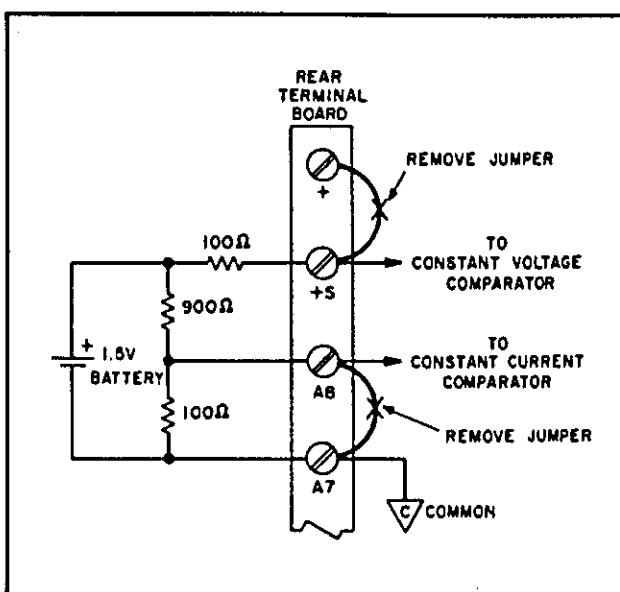 REAR
TERMINAL
BOARD
+
REMOVE JUMPER
100Ω
+S
TO
CONSTANT VOLTAGE
COMPARATOR
900Ω
+ 1.5V
BATTERY
A6
TO
CONSTANT CURRENT
COMPARATOR
100Ω
REMOVE JUMPER
A7
C COMMON